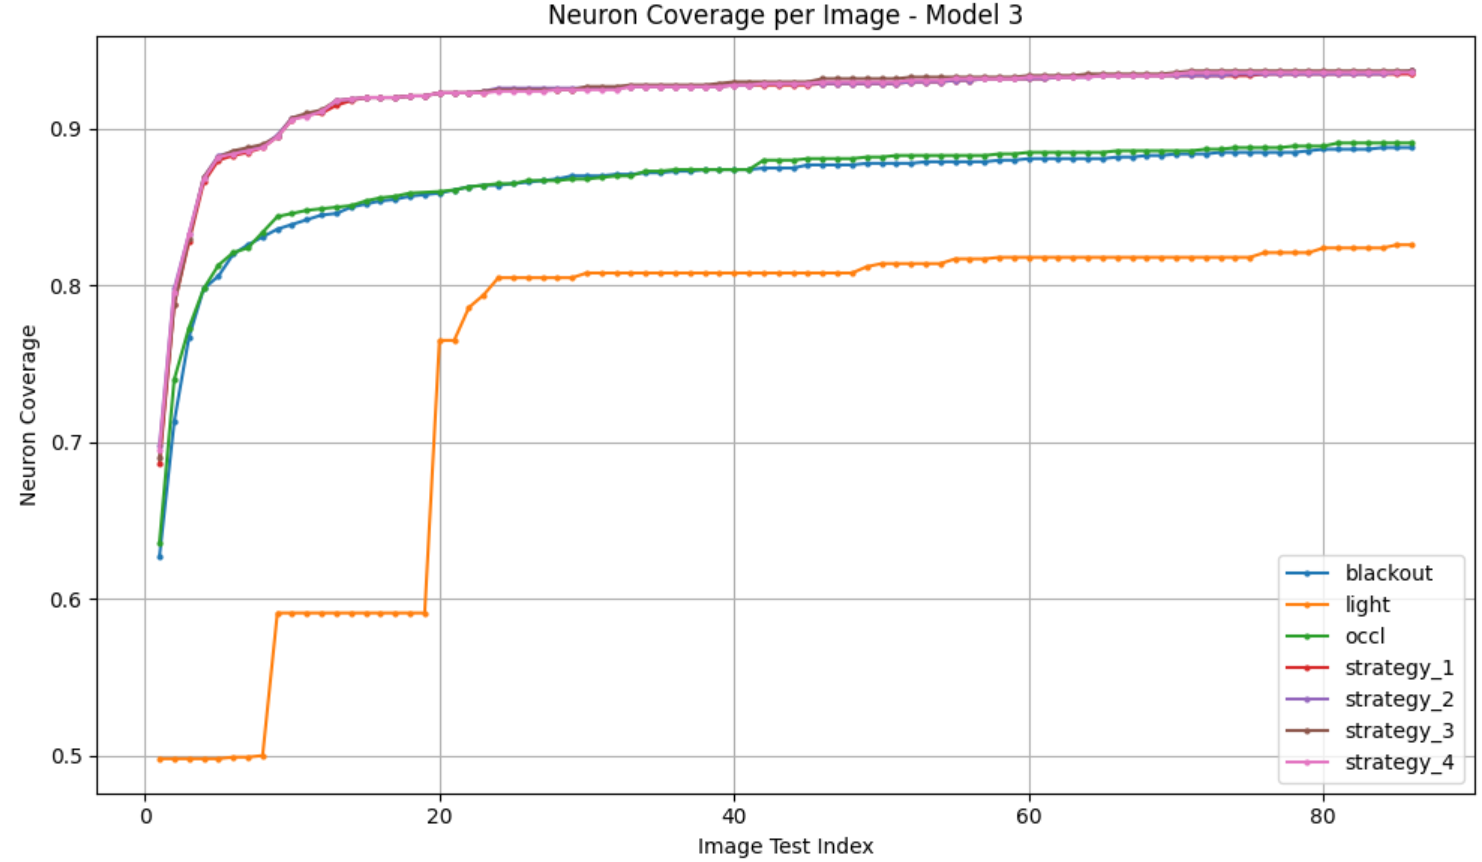 Neuron Coverage per Image - Model 3
Neuron Coverage
0.9
0.8
0.7
0.6
0.5
0
20
40
60
80
Image Test Index
blackout
light
occl
strategy_1
strategy_2
strategy_3
strategy_4